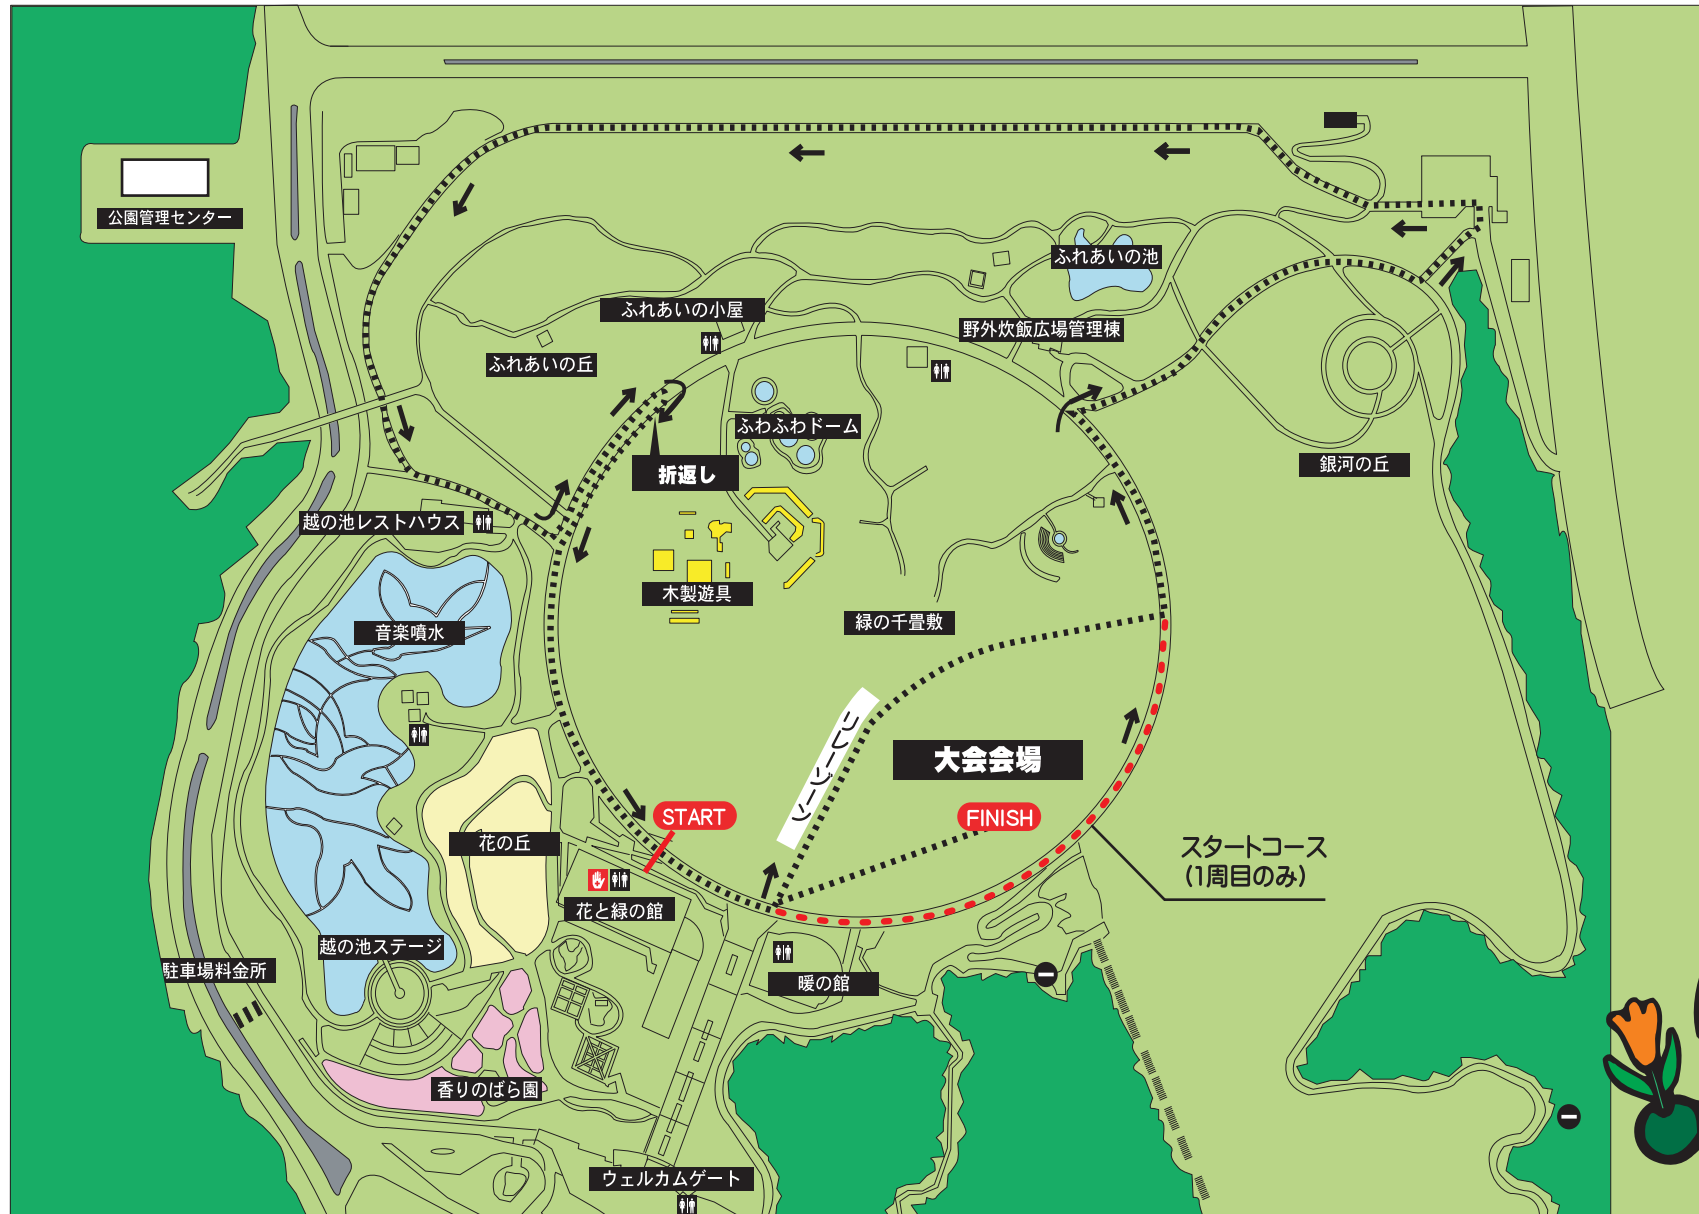 公園管理センター
ふれあいの池
ふれあいの小屋
野外炊飯広場管理棟
ふれあいの丘
ふわふわドーム
折返し
銀河の丘
越の池レストハウス
木製遊具
緑の千畳敷
音楽噴水
リレーゾーン
大会会場
START
FINISH
花の丘
スタートコース
(1周目のみ)
花と緑の館
越の池ステージ
駐車場料金所
暖の館
香りのばら園
ウェルカムゲート